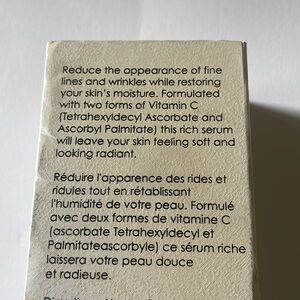 Reduce the appearance of fine
lines and wrinkles while restoring
your skin's moisture. Formulated
with two forms of Vitamin C
(Tetrahexyldecyl Ascorbate and
Ascorbyl Palmitate) this rich serum
will leave your skin feeling soft and
looking radiant.
Réduire l'apparence des rides et
ridules tout en rétablissant
l'humidité de votre peau. Formulé
avec deux formes de vitamine C
(ascorbate Tetrahexyldecyl et
Palmitateascorbyle) ce sérum riche
laissera votre peau douce
et radieuse.